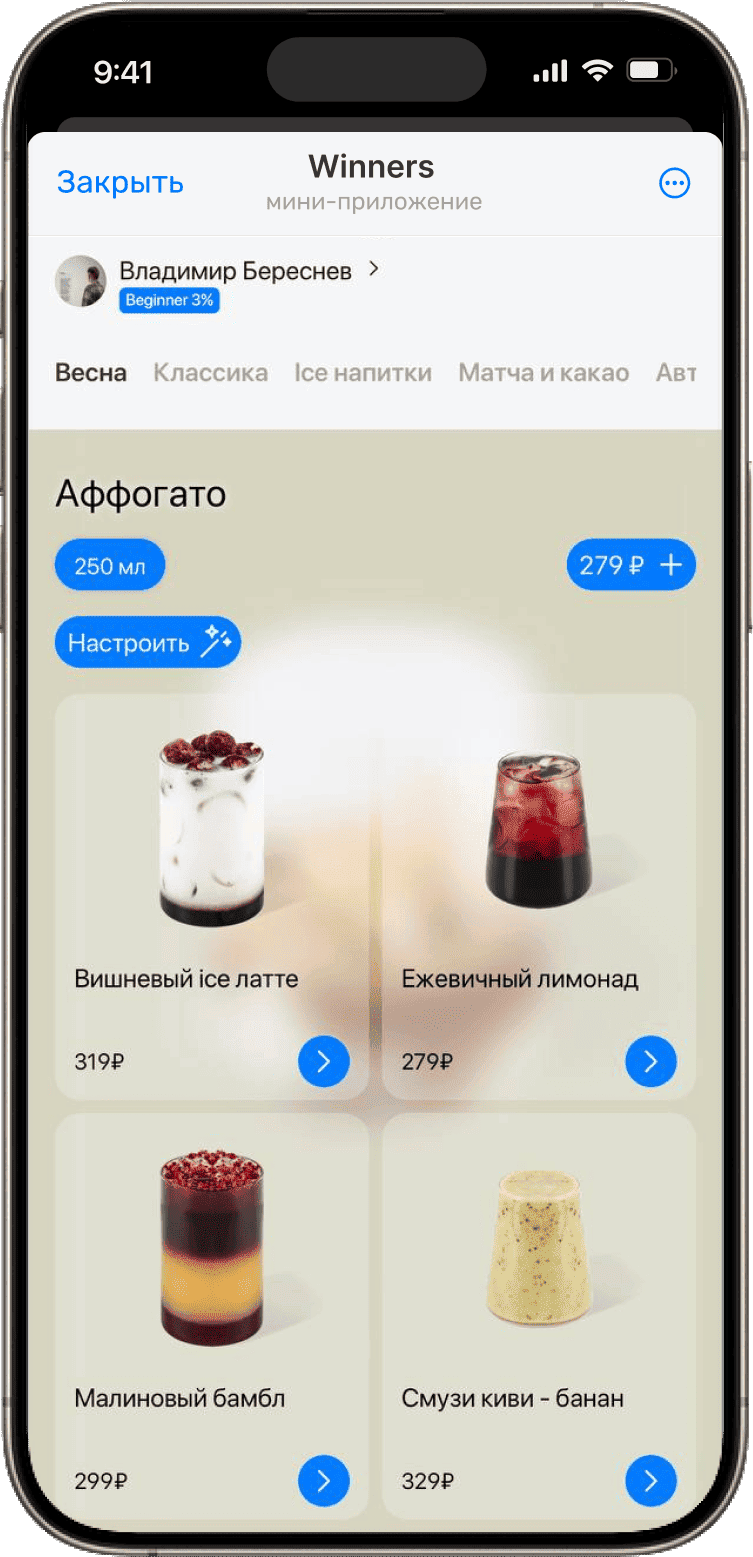 9:41
Закрыть
Winners
мини-приложение
Владимир Береснев
Beginner 3%
Весна Классика Ice напитки Матча и какао Авт
Аффогато
250 мл
279 ₽ +
Настроить
Вишневый ice латте
Ежевичный лимонад
319₽
279₽
Малиновый бамбл
Смузи киви - банан
299₽
329₽